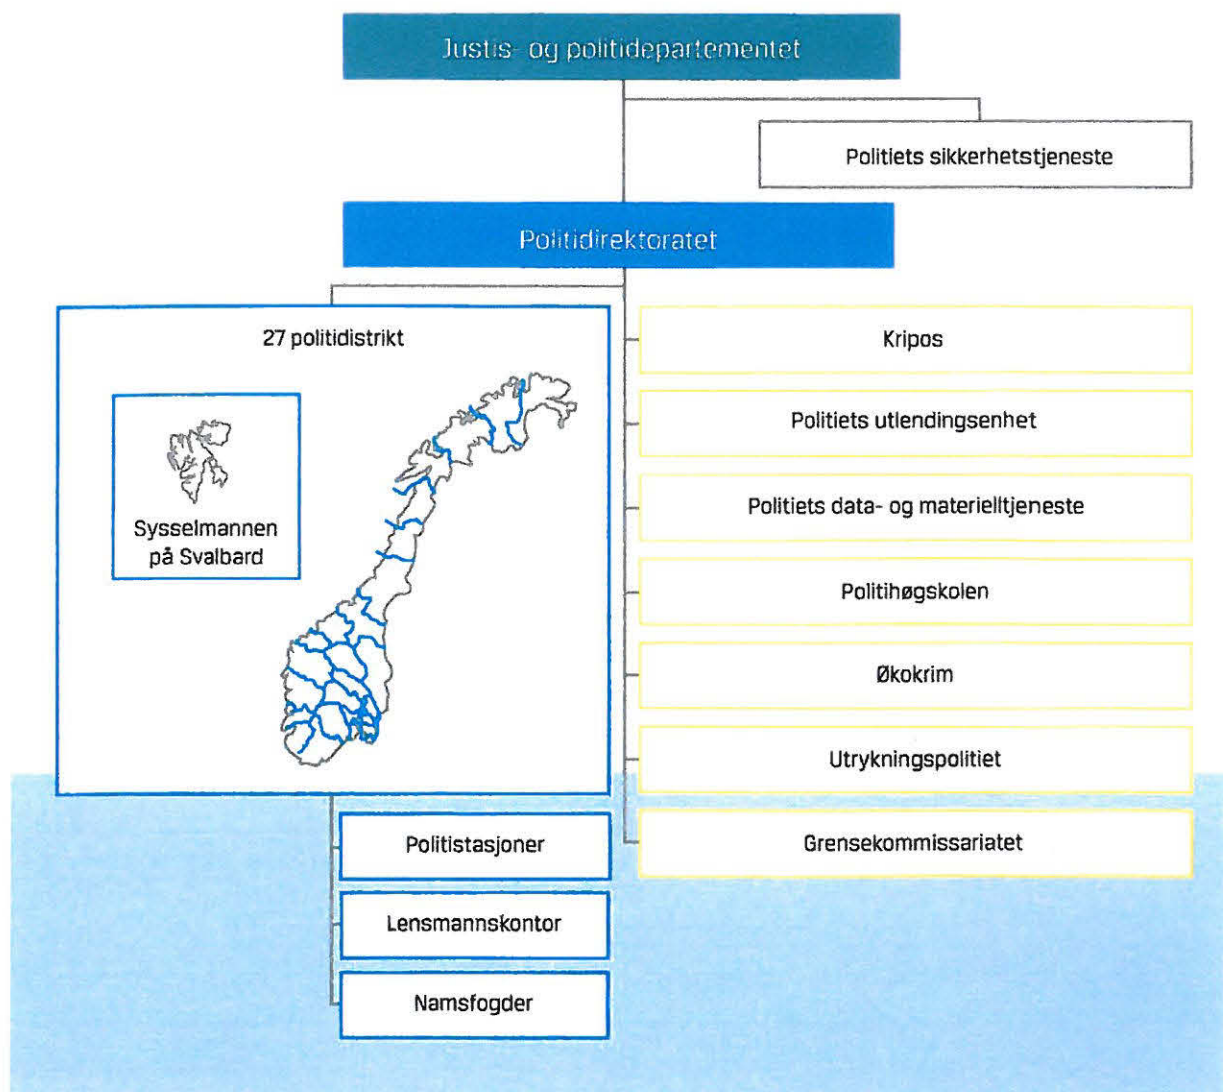 Justis- og politidepartementet
Politiets sikkerhetstjeneste
Politidirektoratet
27 politidistrikt
Sysselmannen
på Svalbard
Kripos
Politiets utlendingsenhet
Politiets data- og materielltjeneste
Politihøgskolen
Økokrim
Utrykningspolitiet
Grensekommissariatet
Politistasjoner
Lensmannskontor
Namsfogder